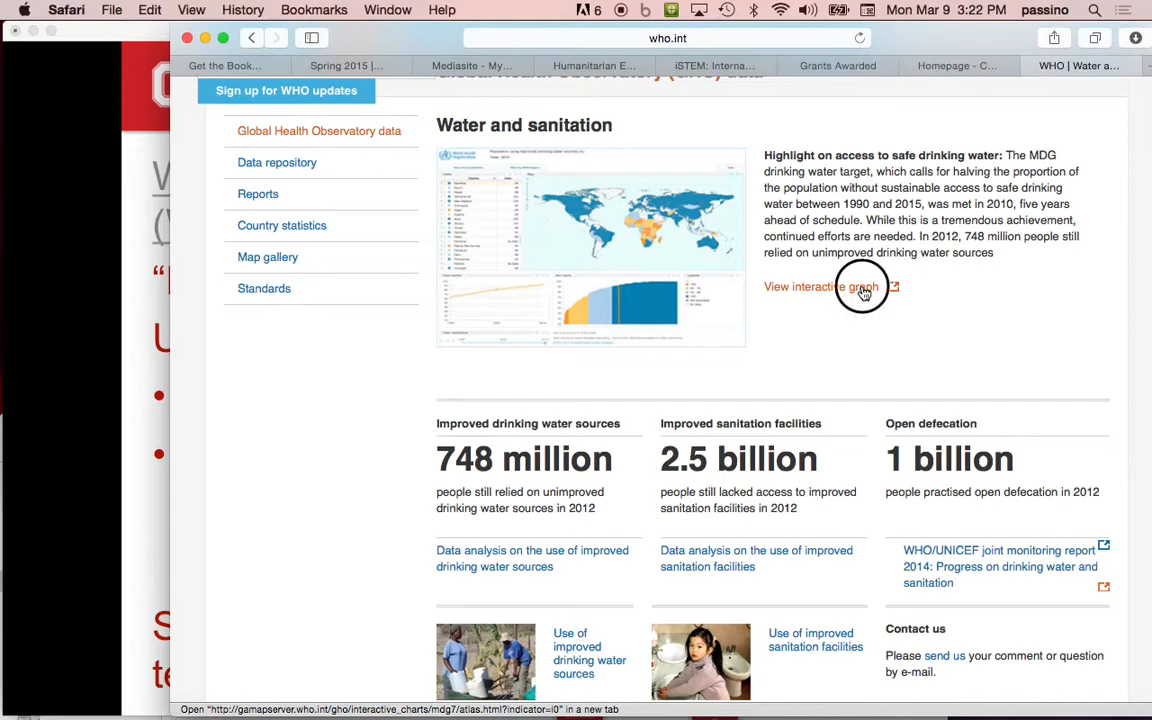 Safari File Edit View History Bookmarks Window Help
6
Mon Mar 9 3:22 PM passino
who.int
Get the Book...
Spring 2015 |...
Mediasite - My...
Humanitarian E...
iSTEM: Interna...
Grants Awarded
Homepage - C...
WHO | Water a...
Global Health Observatory (GHO) data
Sign up for WHO updates
Global Health Observatory data
Data repository
Reports
Country statistics
Map gallery
Standards
Water and sanitation
Highlight on access to safe drinking water: The MDG
drinking water target, which calls for halving the proportion
of the population without sustainable access to safe drinking
water between 1990 and 2015, was met in 2010, five years
ahead of schedule. While this is a tremendous achievement,
continued efforts are needed. In 2012, 748 million people still
relied on unimproved drinking water sources
View interactive graph
Improved drinking water sources
748 million
people still relied on unimproved
drinking water sources in 2012
Data analysis on the use of improved
drinking water sources
Improved sanitation facilities
2.5 billion
people still lacked access to improved
sanitation facilities in 2012
Data analysis on the use of improved
sanitation facilities
Open defecation
1 billion
people practised open defecation in 2012
WHO/UNICEF joint monitoring report
2014: Progress on drinking water and
sanitation
Use of
improved
drinking water
sources
Use of improved
sanitation facilities
Contact us
Please send us your comment or question
by e-mail.
Open "http://gamapserver.who.int/gho/interactive_charts/mdg7/atlas.html?indicator=i0" in a new tab